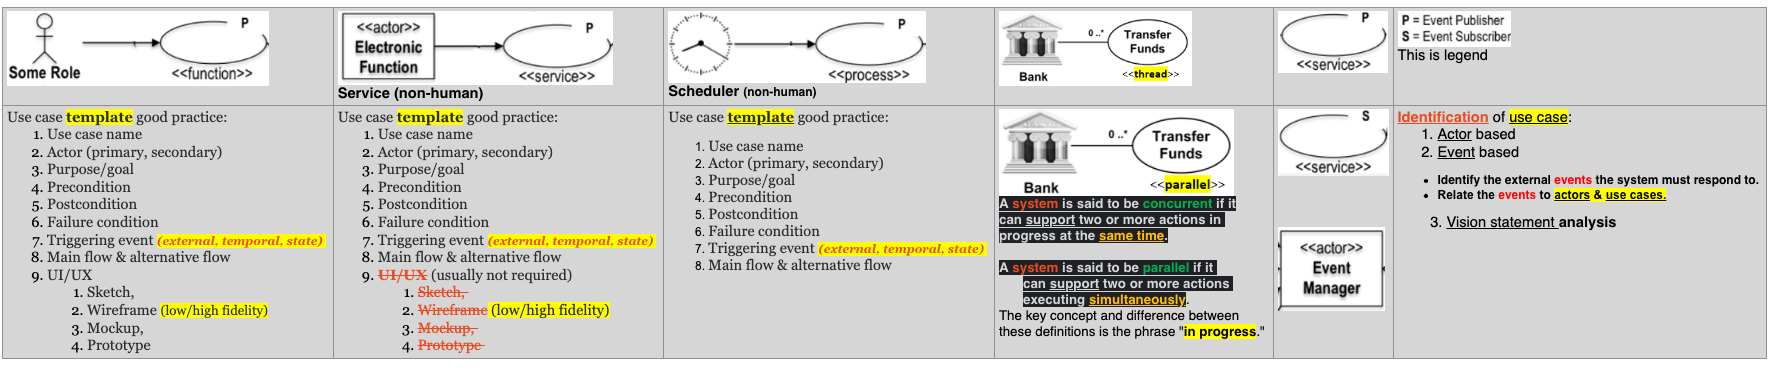 P
Some Role
<<function>>
Use case template good practice:
1. Use case name
2. Actor (primary, secondary)
3. Purpose/goal
4. Precondition
5. Postcondition
6. Failure condition
7. Triggering event (external, temporal, state)
8. Main flow & alternative flow
9. UI/UX
1. Sketch,
2. Wireframe (low/high fidelity)
3. Mockup,
4. Prototype
<<actor>>
Electronic
Function
P
<<service>>
Service (non-human)
Use case template good practice:
1. Use case name
2. Actor (primary, secondary)
3. Purpose/goal
4. Precondition
5. Postcondition
6. Failure condition
7. Triggering event (external, temporal, state)
8. Main flow & alternative flow
9. UI/UX (usually not required)
1. Sketch,
2. Wireframe (low/high fidelity)
3. Mockup,
4. Prototype
P
<<process>>
Scheduler (non-human)
Use case template good practice:
1. Use case name
2. Actor (primary, secondary)
3. Purpose/goal
4. Precondition
5. Postcondition
6. Failure condition
7. Triggering event (external, temporal, state)
8. Main flow & alternative flow
0..*
Transfer
Funds
Bank
<<thread>>
0..*
Transfer
Funds
Bank
<<parallel>>
A system is said to be concurrent if it
can support two or more actions in
progress at the same time.
A system is said to be parallel if it
can support two or more actions
executing simultaneously.
The key concept and difference between
these definitions is the phrase "in progress."
P
<<service>>
S
<<service>>
<<actor>>
Event
Manager
P = Event Publisher
S = Event Subscriber
This is legend
Identification of use case:
1. Actor based
2. Event based
• Identify the external events the system must respond to.
• Relate the events to actors & use cases.
3. Vision statement analysis